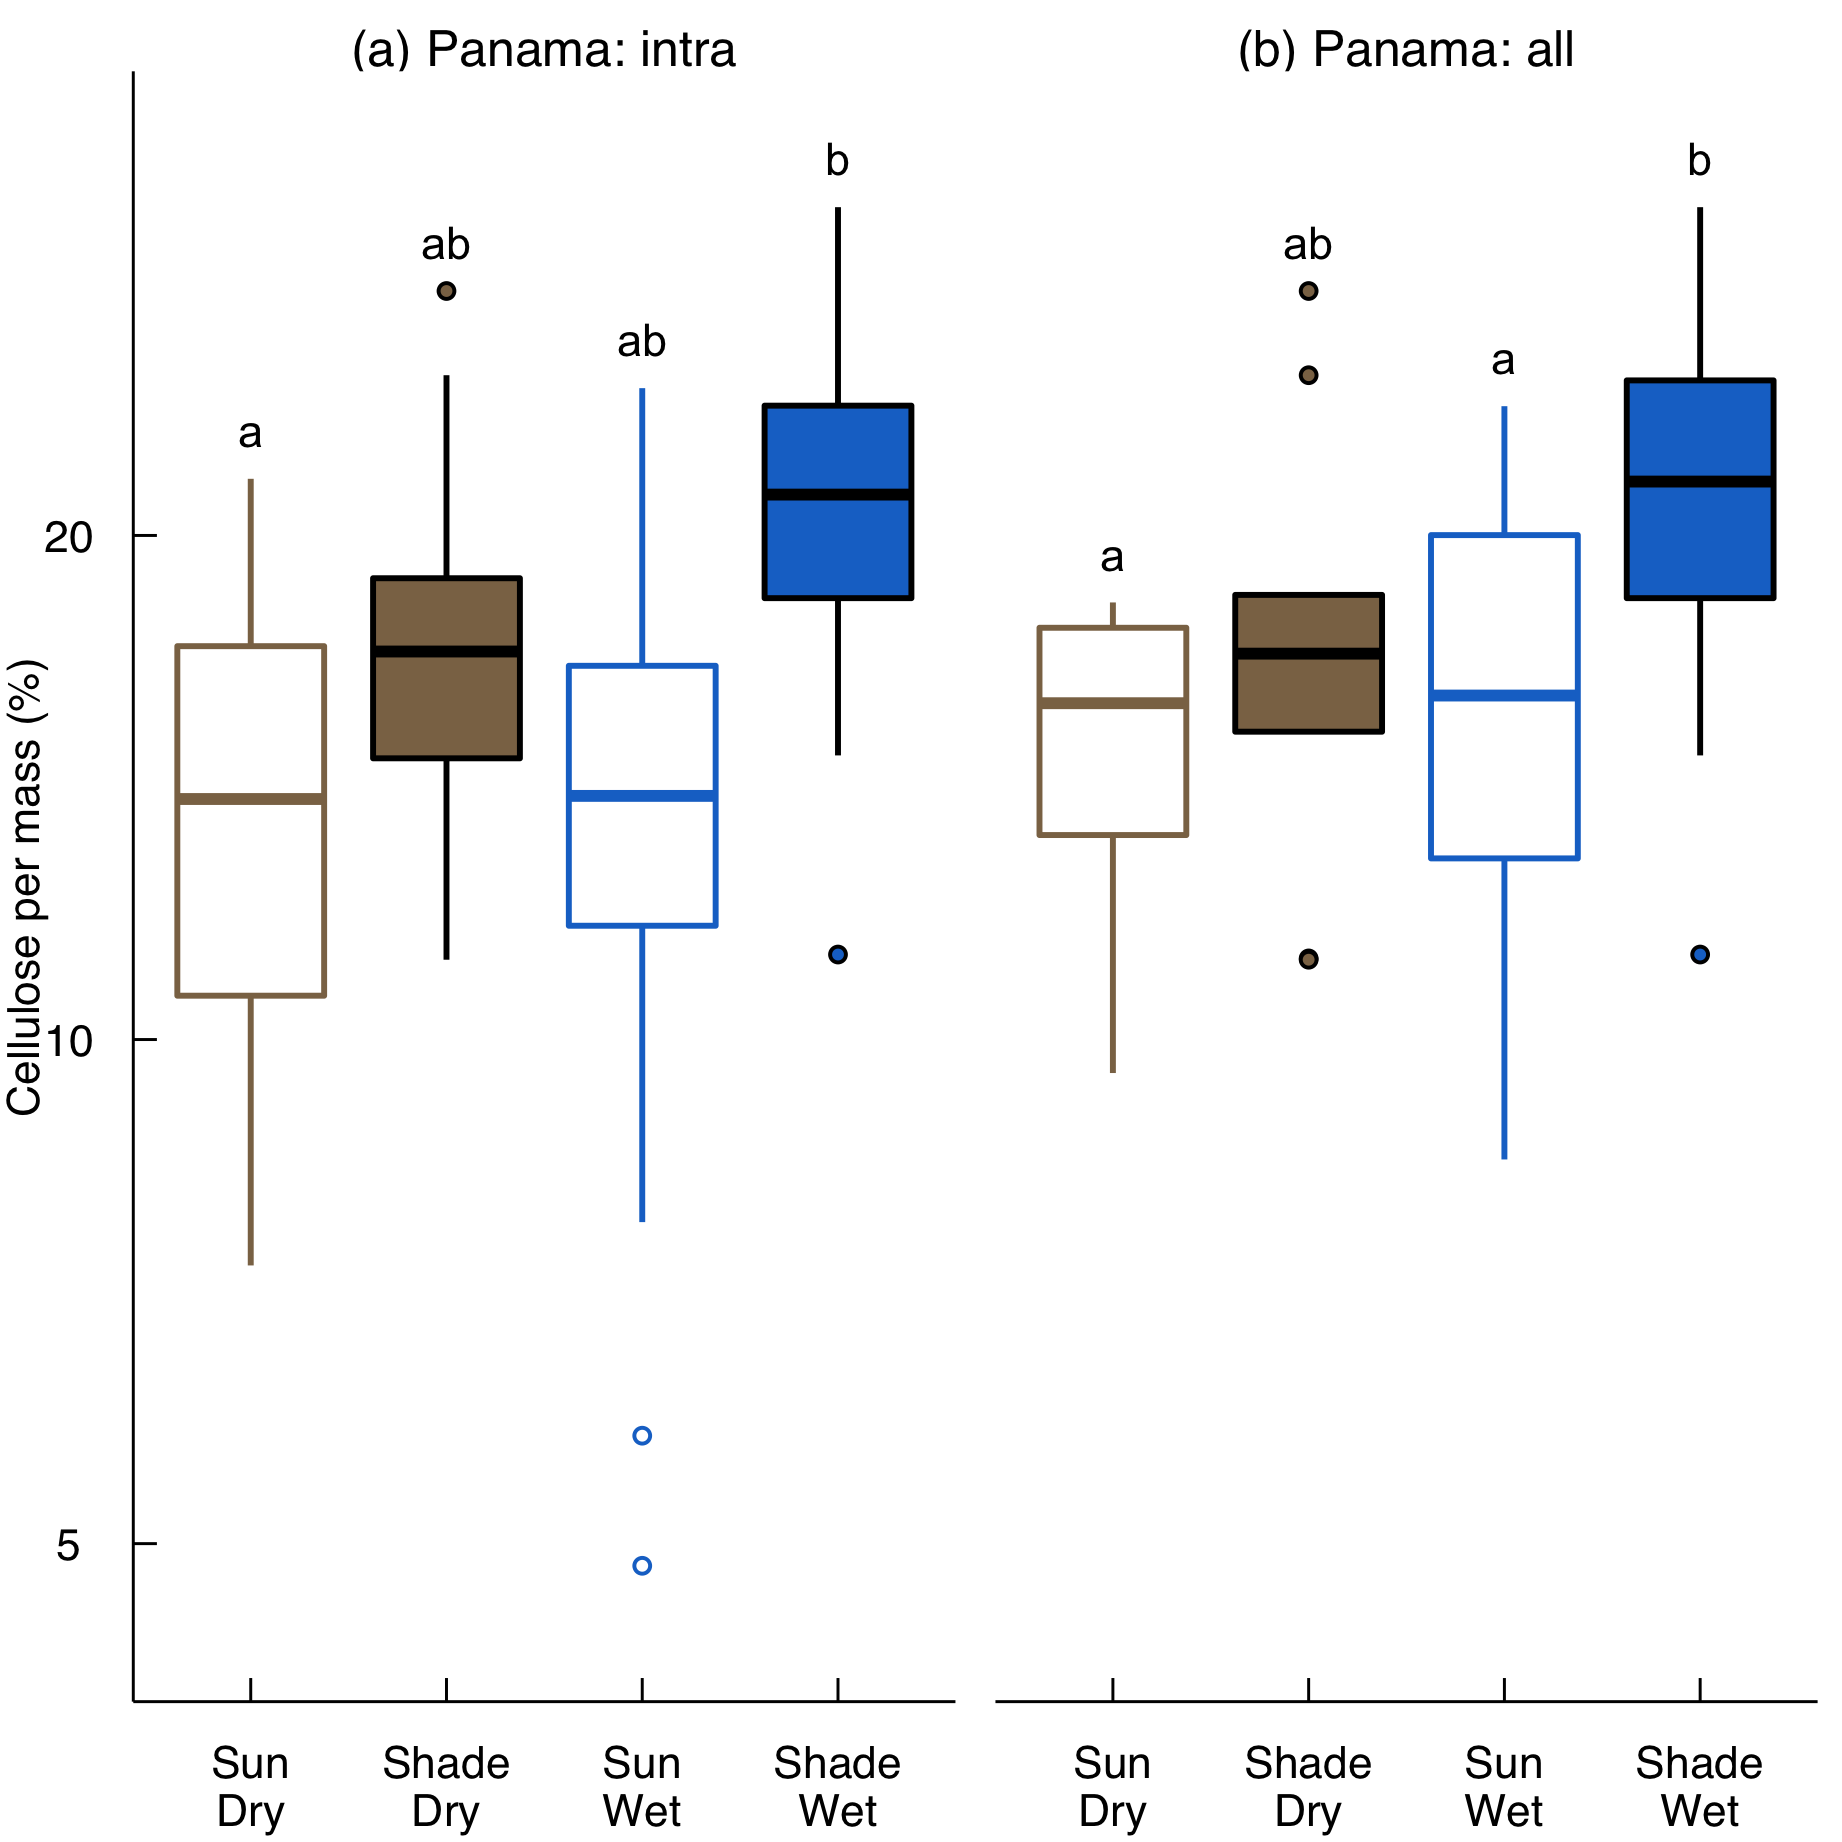 (a) Panama: intra
(b) Panama: all
b
b
ab
ab
ab
a
a
a
20
10
5
Cellulose per mass (%)
Sun
Dry
Shade
Dry
Sun
Wet
Shade
Wet
Sun
Dry
Shade
Dry
Sun
Wet
Shade
Wet